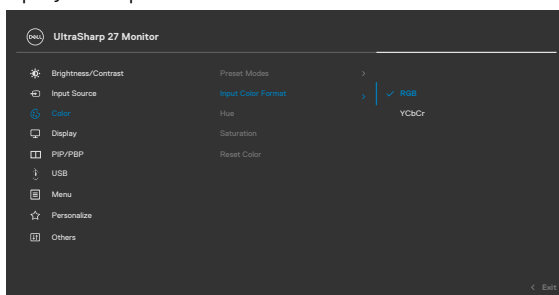 DELL UltraSharp 27 Monitor
Brightness/Contrast Preset Modes >
Input Source Input Color Format > ✓ RGB
Color Hue YCbCr
Display Saturation
PIP/PBP Reset Color
USB
Menu
Personalize
Others
< Exit